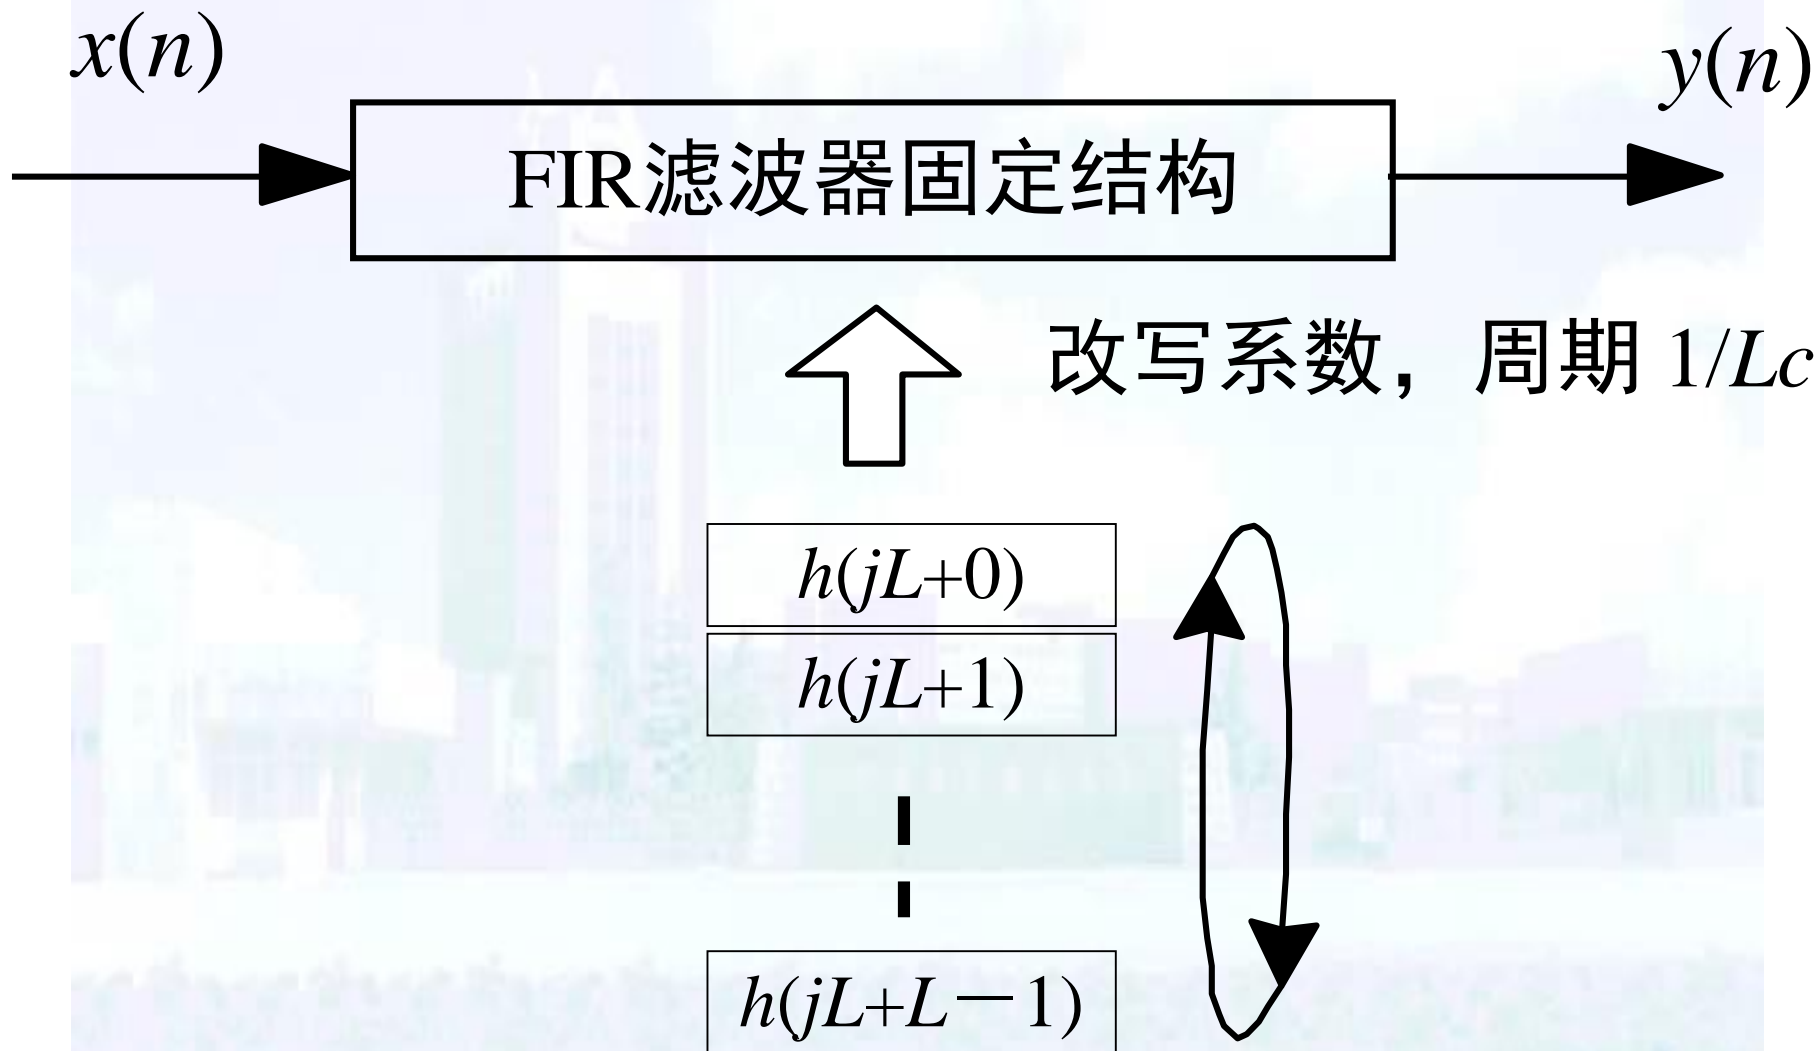 x(n)
y(n)
FIR滤波器固定结构
改写系数，周期 1/Lc
h(jL+0)
h(jL+1)
h(jL+L－1)